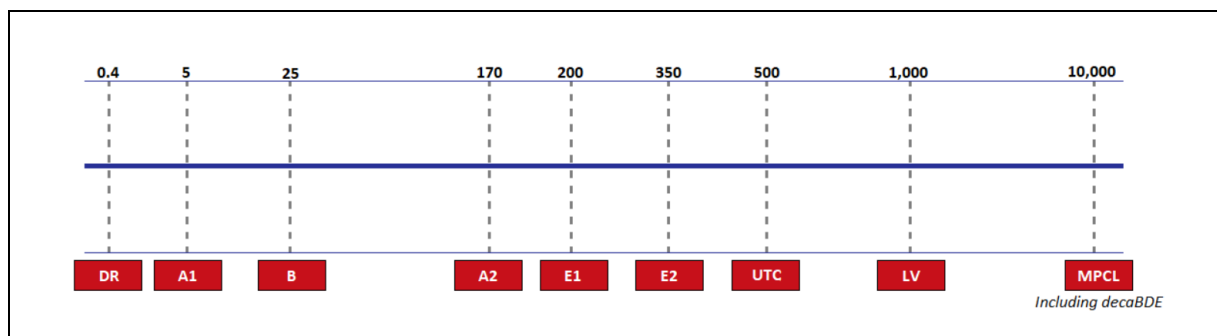 0.4 5 25 170 200 350 500 1,000 10,000
DR A1 B A2 E1 E2 UTC LV MPCL
Including decaBDE